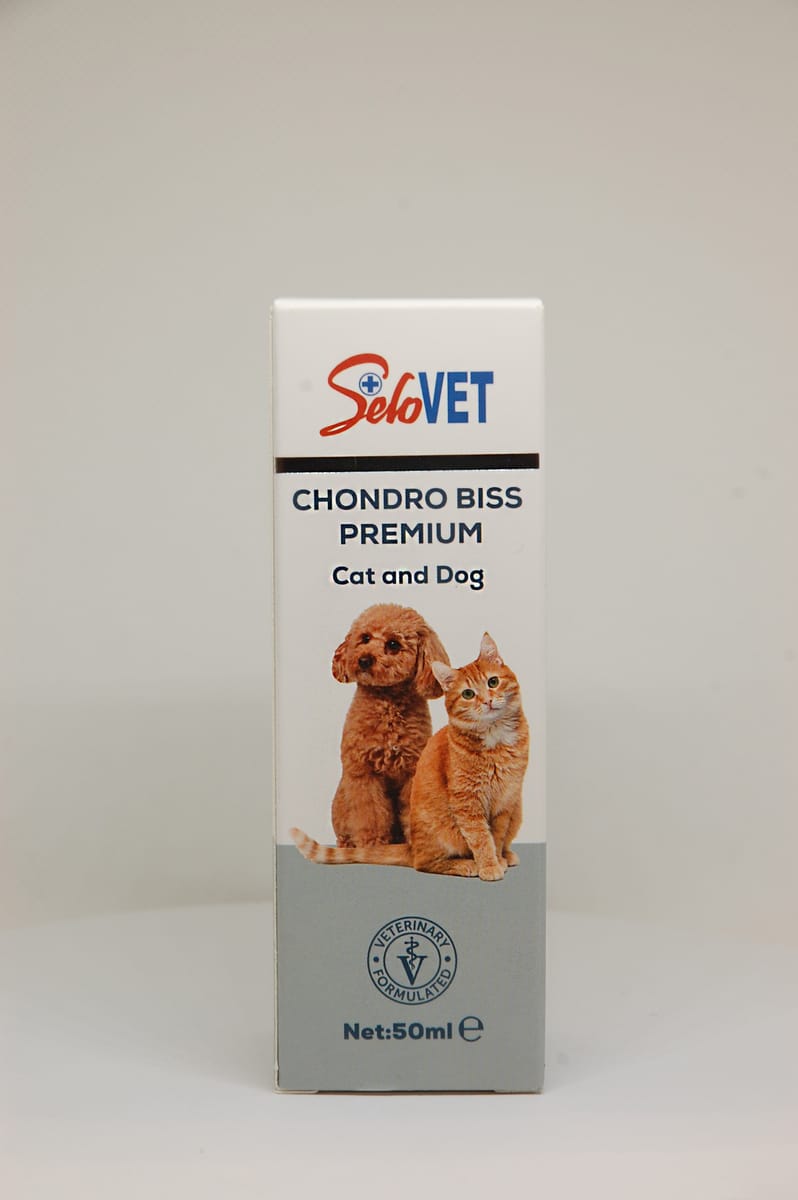 SeloVET
CHONDRO BISS
PREMIUM
Cat and Dog
VETERINARY
V
FORMULATED
Net:50ml ℮